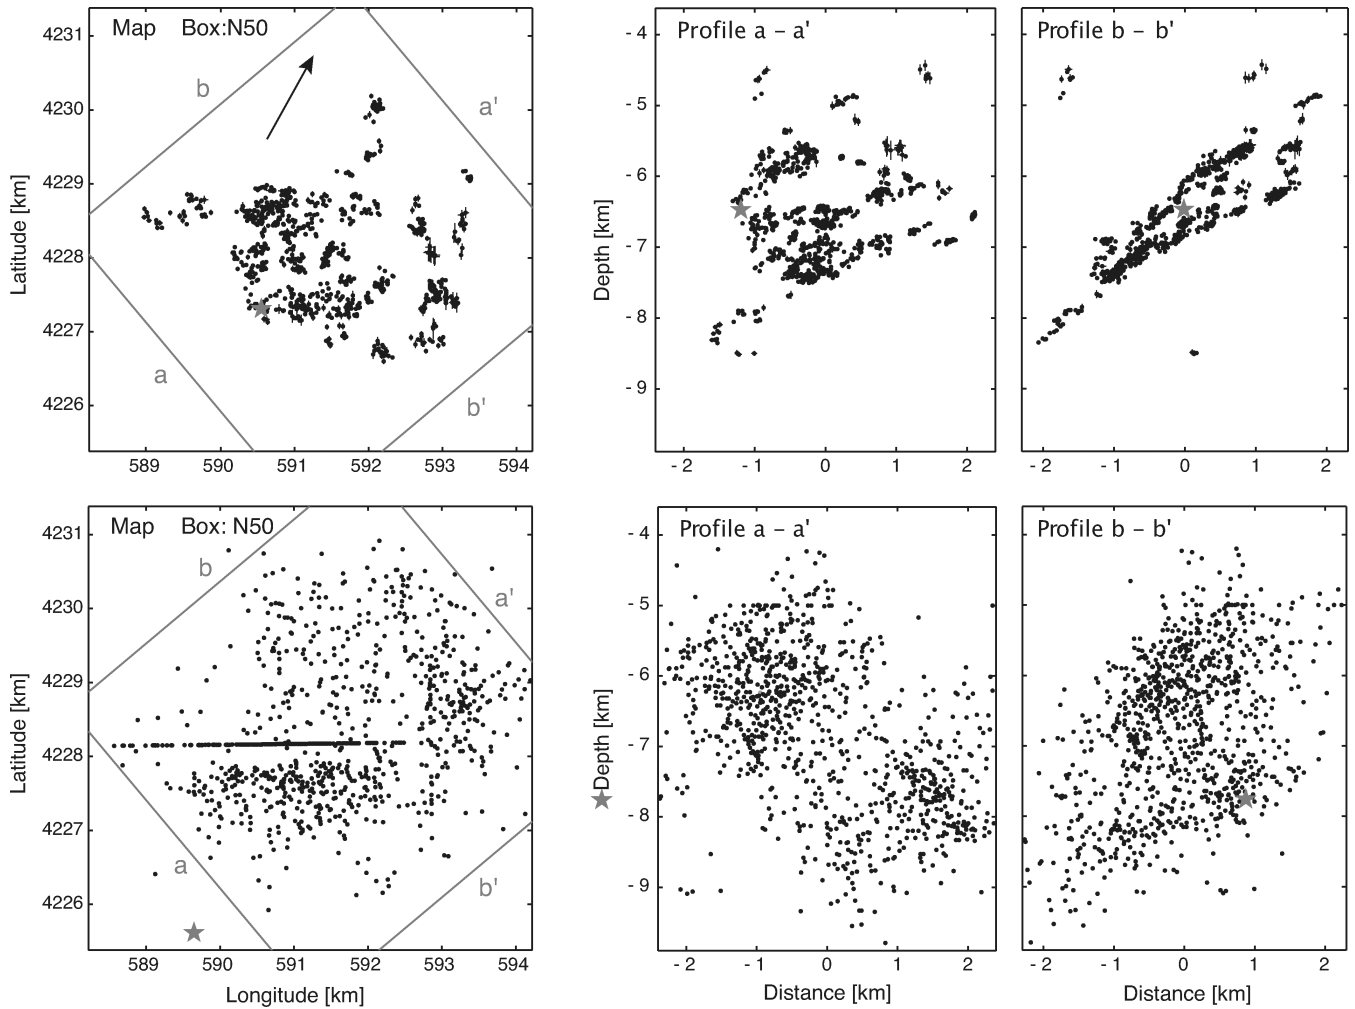 Map Box:N50
4231
4230
4229
4228
4227
4226
Latitude [km]
b
a'
a
b'
589 590 591 592 593 594
Profile a – a'
- 4
- 5
- 6
- 7
- 8
- 9
Depth [km]
- 2 - 1 0 1 2
Profile b – b'
- 2 - 1 0 1 2
Map Box: N50
4231
4230
4229
4228
4227
4226
Latitude [km]
b
a'
a
b'
589 590 591 592 593 594
Longitude [km]
Profile a – a'
- 4
- 5
- 6
- 7
- 8
- 9
Depth [km]
- 2 - 1 0 1 2
Distance [km]
Profile b – b'
- 2 - 1 0 1 2
Distance [km]